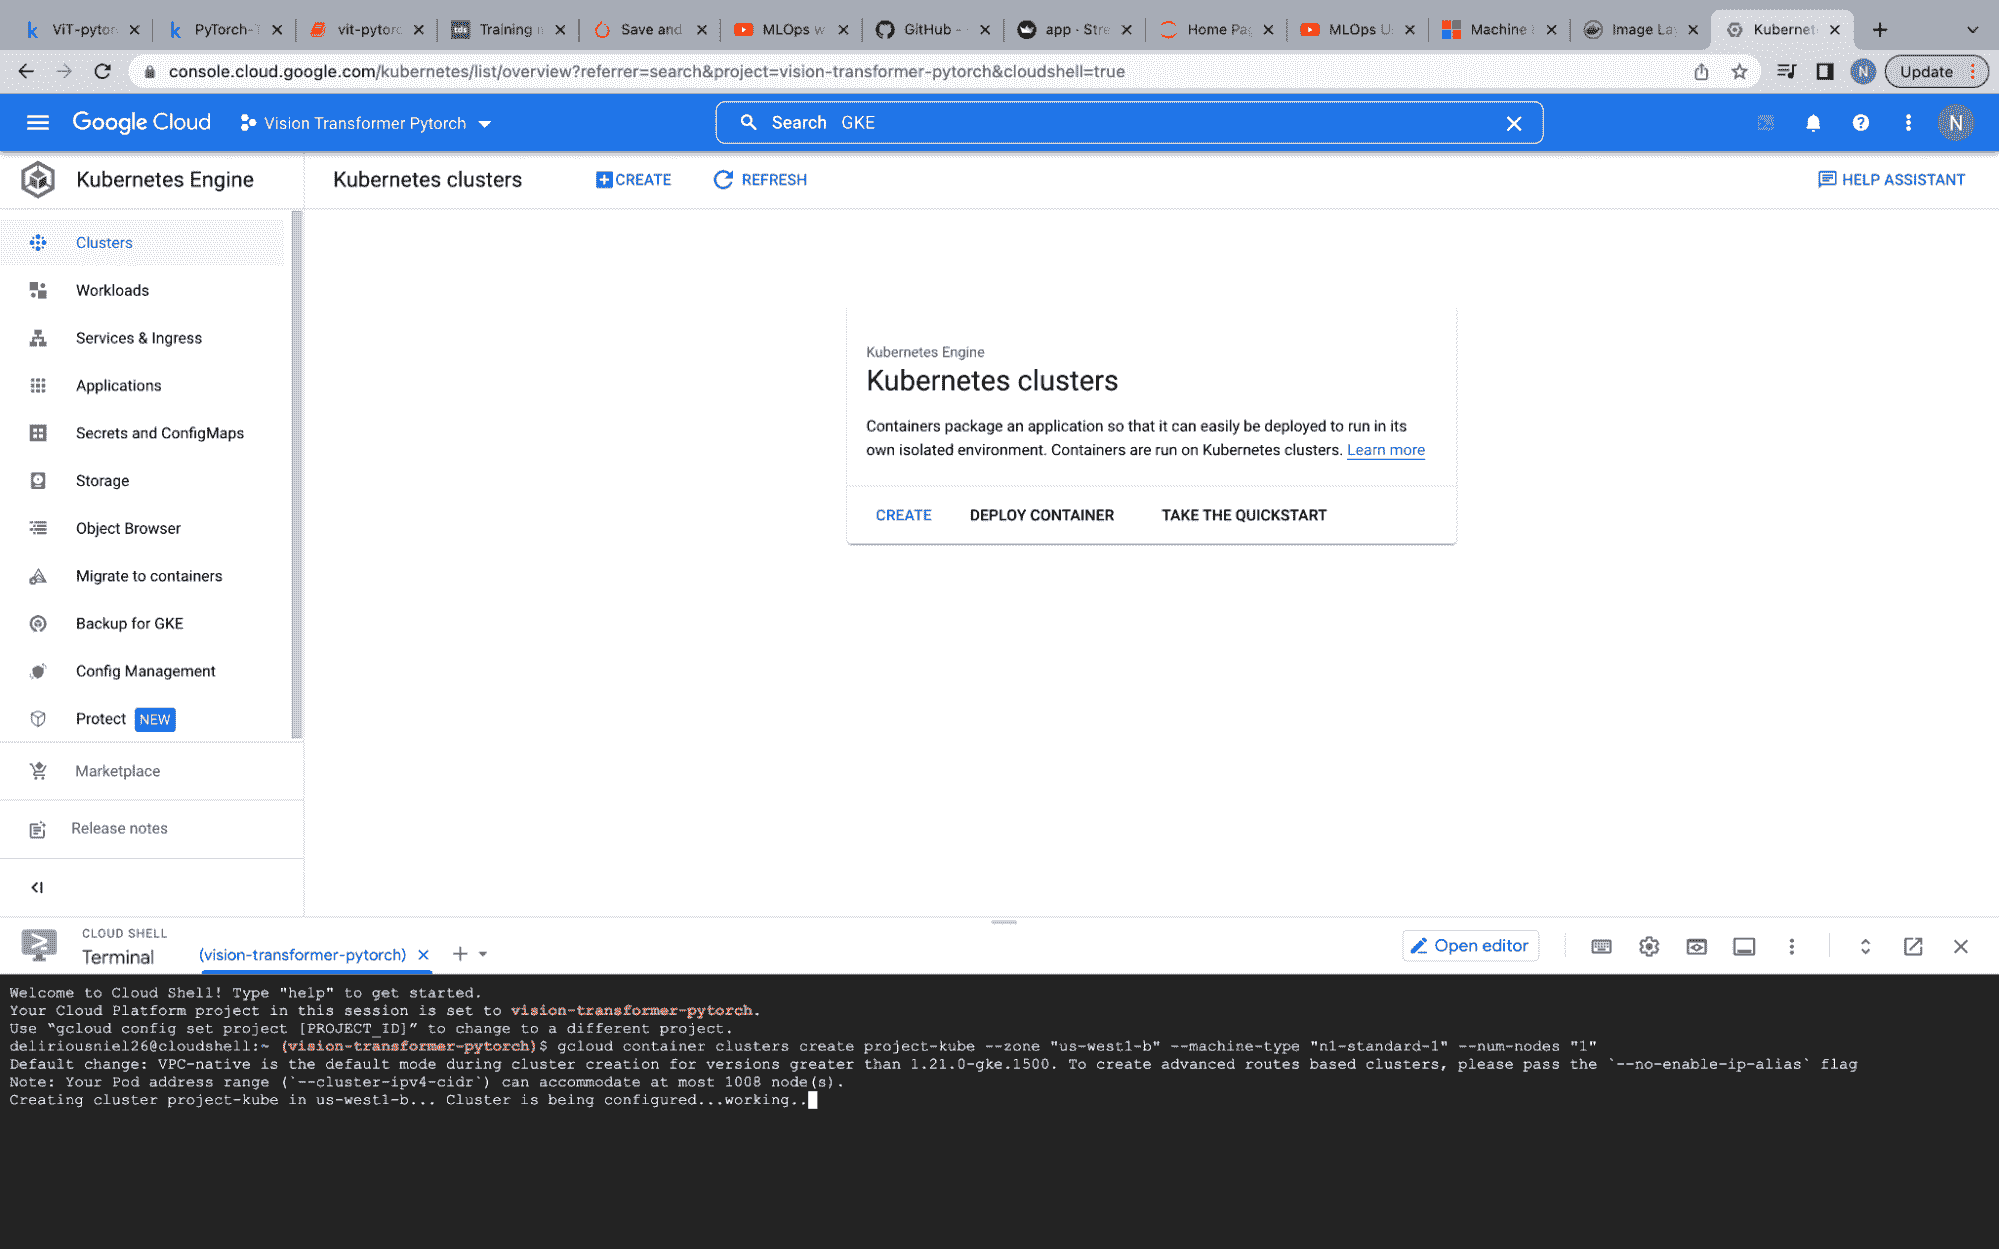 ViT-pytor
PyTorch-
vit-pytorc
Training
Save and
MLOps w
GitHub -
app · Stre
Home Pag
MLOps U
Machine
Image La
Kubernet
console.cloud.google.com/kubernetes/list/overview?referrer=search&project=vision-transformer-pytorch&cloudshell=true
N
Update
Google Cloud
Vision Transformer Pytorch
Search GKE
N
Kubernetes Engine
Kubernetes clusters
CREATE
REFRESH
HELP ASSISTANT
Clusters
Workloads
Services & Ingress
Applications
Secrets and ConfigMaps
Storage
Object Browser
Migrate to containers
Backup for GKE
Config Management
Protect NEW
Marketplace
Release notes
Kubernetes Engine
Kubernetes clusters
Containers package an application so that it can easily be deployed to run in its
own isolated environment. Containers are run on Kubernetes clusters. Learn more
CREATE
DEPLOY CONTAINER
TAKE THE QUICKSTART
CLOUD SHELL
Terminal
(vision-transformer-pytorch)
Open editor
Welcome to Cloud Shell! Type "help" to get started.
Your Cloud Platform project in this session is set to vision-transformer-pytorch.
Use “gcloud config set project [PROJECT_ID]” to change to a different project.
deliriousniel26@cloudshell:~ (vision-transformer-pytorch)$ gcloud container clusters create project-kube --zone "us-west1-b" --machine-type "n1-standard-1" --num-nodes "1"
Default change: VPC-native is the default mode during cluster creation for versions greater than 1.21.0-gke.1500. To create advanced routes based clusters, please pass the `--no-enable-ip-alias` flag
Note: Your Pod address range (`--cluster-ipv4-cidr`) can accommodate at most 1008 node(s).
Creating cluster project-kube in us-west1-b... Cluster is being configured...working..